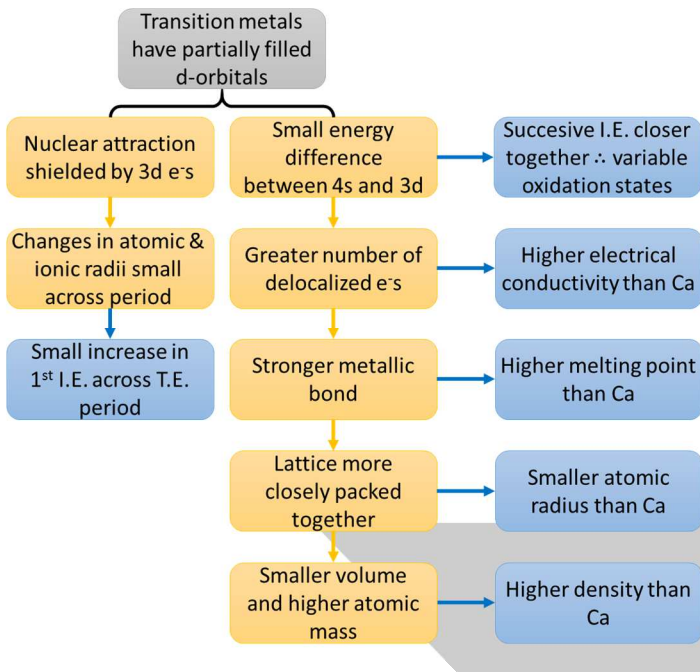 Transition metals
have partially filled
d-orbitals
Nuclear attraction
shielded by 3d e⁻s
Small energy
difference
between 4s and 3d
Succesive I.E. closer
together ∴ variable
oxidation states
Changes in atomic &
ionic radii small
across period
Greater number of
delocalized e⁻s
Higher electrical
conductivity than Ca
Small increase in
1st I.E. across T.E.
period
Stronger metallic
bond
Higher melting point
than Ca
Lattice more
closely packed
together
Smaller atomic
radius than Ca
Smaller volume
and higher atomic
mass
Higher density than
Ca